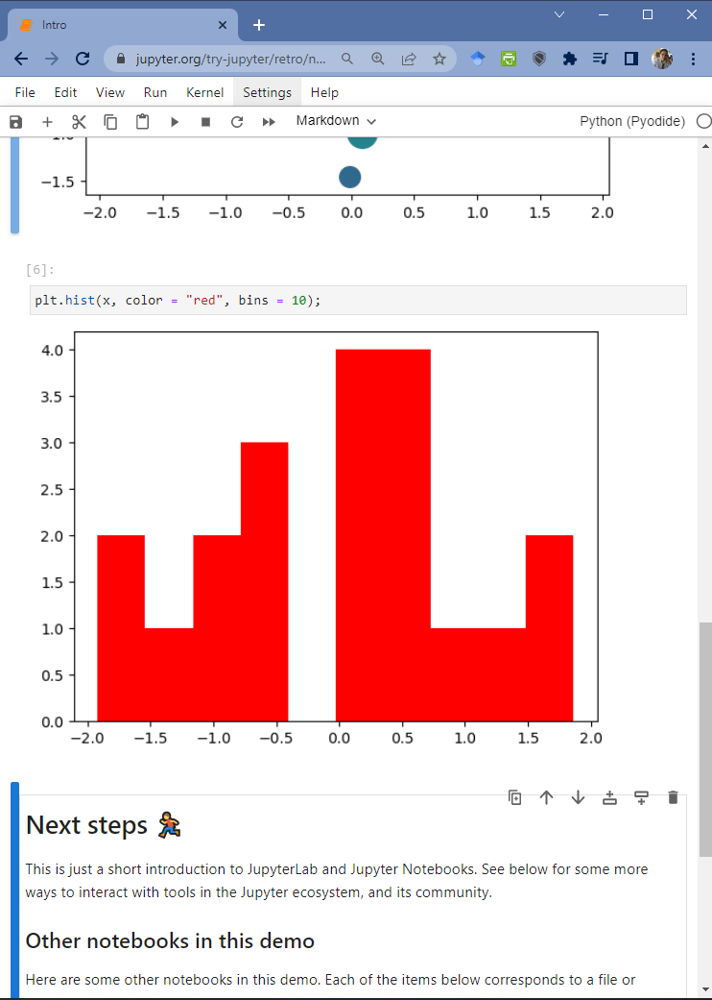 Intro
jupyter.org/try-jupyter/retro/n...
File Edit View Run Kernel Settings Help
Markdown Python (Pyodide)
−1.5
−2.0 −1.5 −1.0 −0.5 0.0 0.5 1.0 1.5 2.0
[6]:
plt.hist(x, color = "red", bins = 10);
4.0
3.5
3.0
2.5
2.0
1.5
1.0
0.5
0.0
−2.0 −1.5 −1.0 −0.5 0.0 0.5 1.0 1.5 2.0
Next steps
This is just a short introduction to JupyterLab and Jupyter Notebooks. See below for some more
ways to interact with tools in the Jupyter ecosystem, and its community.
Other notebooks in this demo
Here are some other notebooks in this demo. Each of the items below corresponds to a file or